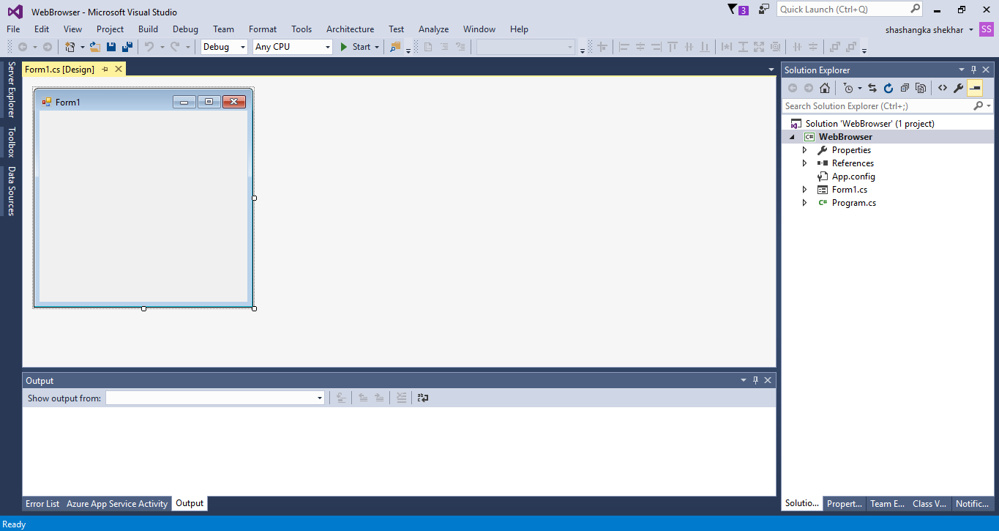 WebBrowser - Microsoft Visual Studio
3
Quick Launch (Ctrl+Q)
File Edit View Project Build Debug Team Format Tools Architecture Test Analyze Window Help
shashangka shekhar SS
Debug Any CPU Start
Server Explorer
Toolbox
Data Sources
Form1.cs [Design]
Form1
Solution Explorer
Search Solution Explorer (Ctrl+;)
Solution 'WebBrowser' (1 project)
C# WebBrowser
Properties
References
App.config
Form1.cs
C# Program.cs
Output
Show output from:
Error List Azure App Service Activity Output
Solutio... Propert... Team E... Class V... Notific...
Ready